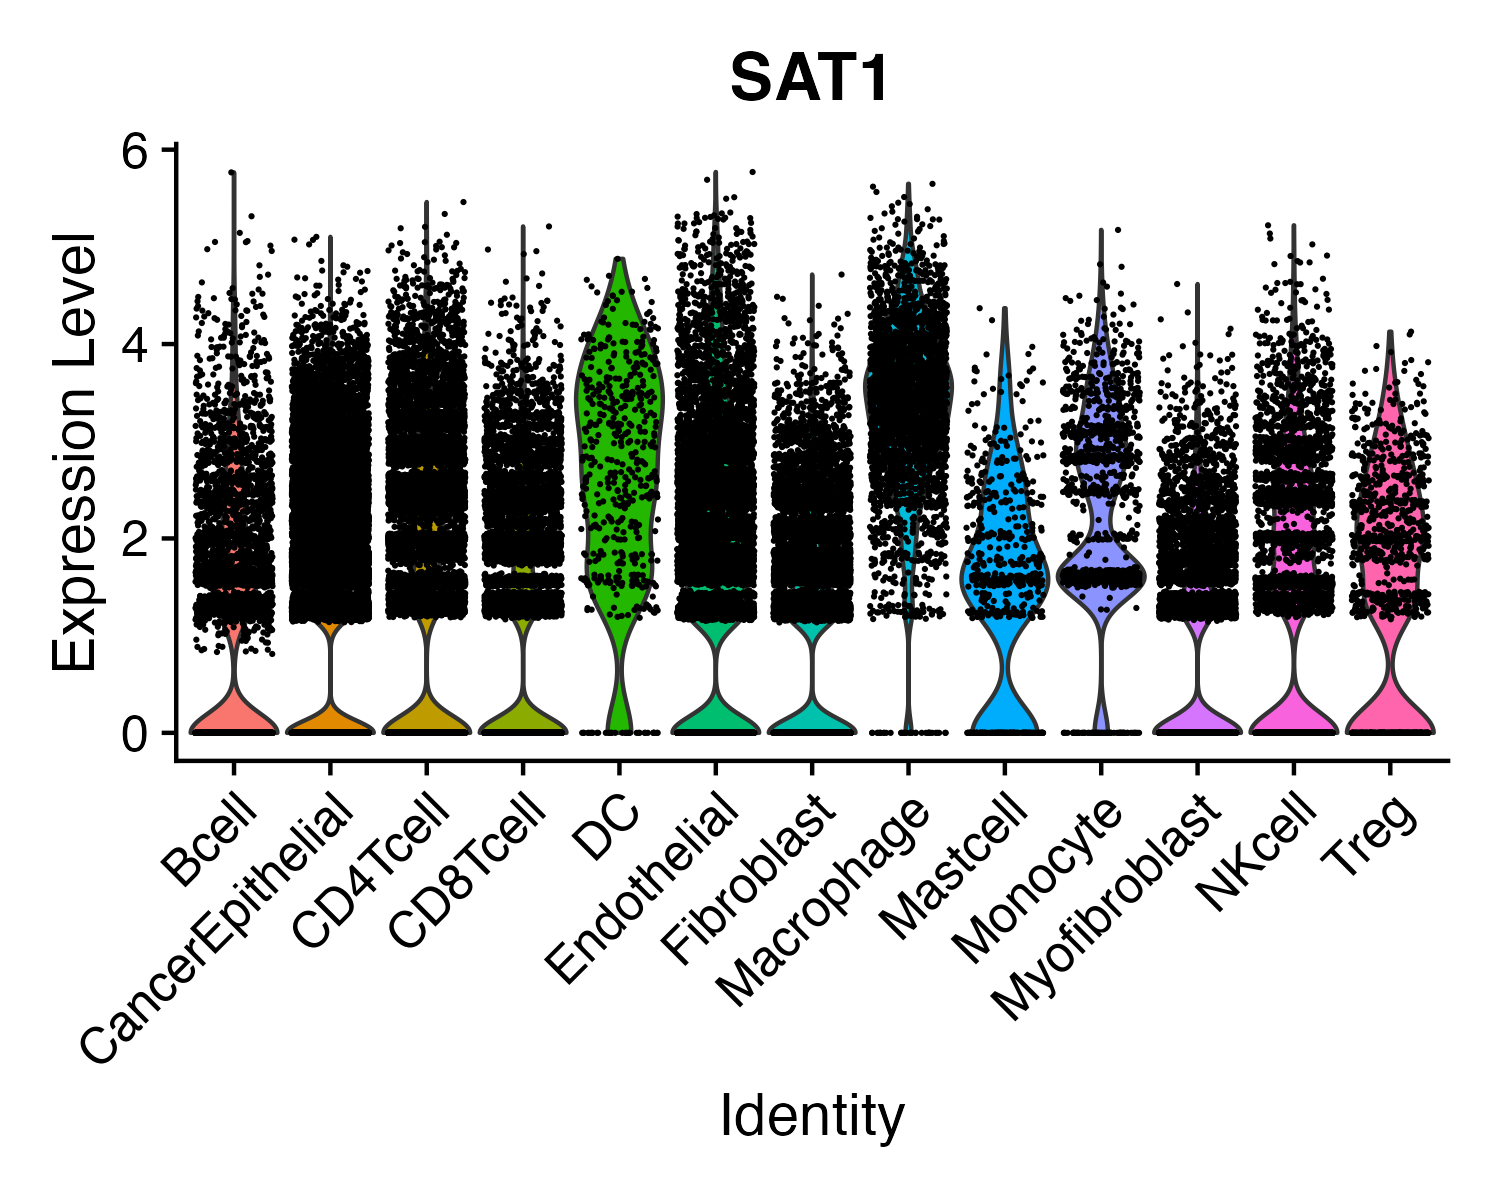 SAT1
Expression Level
6
4
2
0
Bcell
CancerEpithelial
CD4Tcell
CD8Tcell
DC
Endothelial
Fibroblast
Macrophage
Mastcell
Monocyte
Myofibroblast
NKcell
Treg
Identity